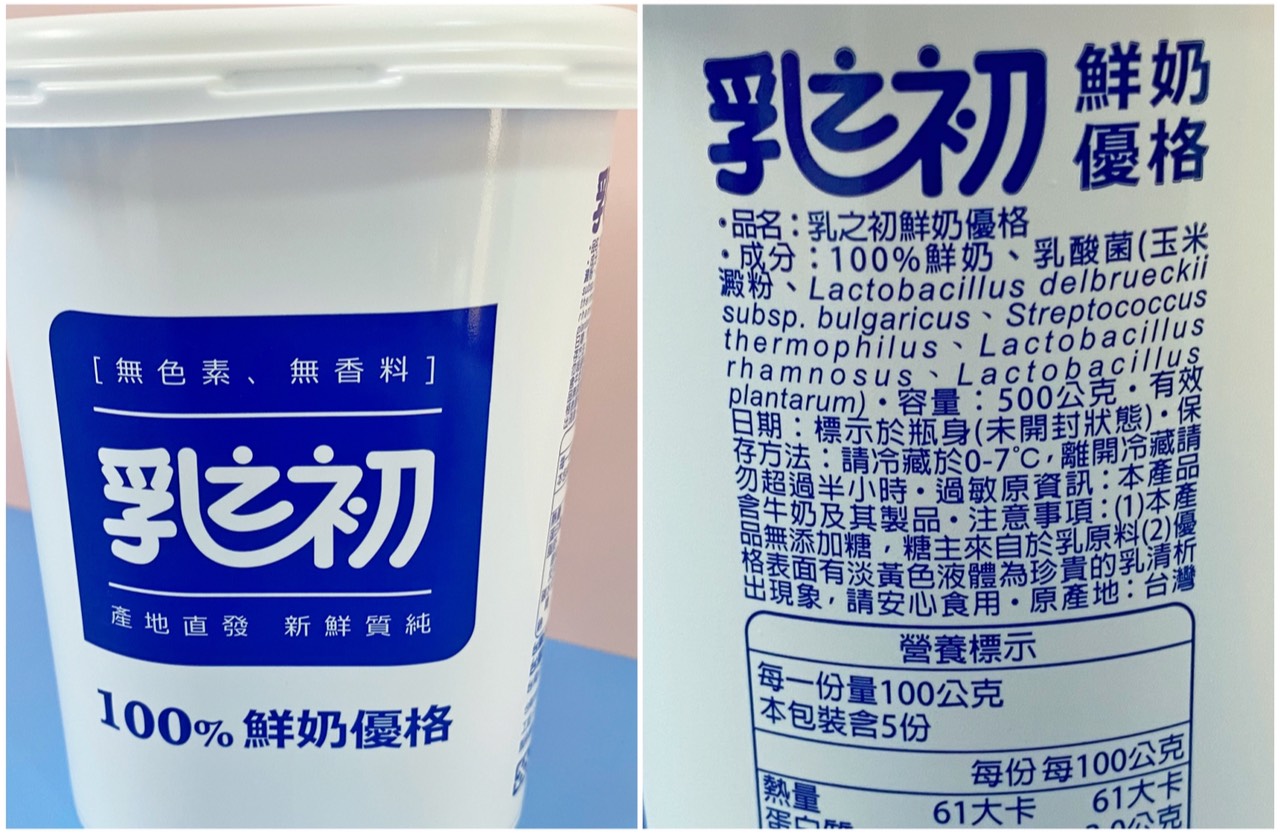 [無色素、無香料]
乳之初
產地直發 新鮮質純
100%鮮奶優格
乳之初
鮮奶
優格
·品名:乳之初鮮奶優格
·成分:100%鮮奶、乳酸菌(玉米
澱粉、Lactobacillus delbrueckii
subsp. bulgaricus、Streptococcus
thermophilus、Lactobacillus
rhamnosus、Lactobacillus
plantarum)·容量:500公克·有效
日期:標示於瓶身(未開封狀態)·保
存方法:請冷藏於0-7℃,離開冷藏請
勿超過半小時·過敏原資訊:本產品
含牛奶及其製品·注意事項:(1)本產
品無添加糖,糖主來自於乳原料(2)優
格表面有淡黃色液體為珍貴的乳清析
出現象,請安心食用·原產地:台灣
營養標示
每一份量100公克
本包裝含5份
每份 每100公克
熱量 61大卡 61大卡
蛋白質